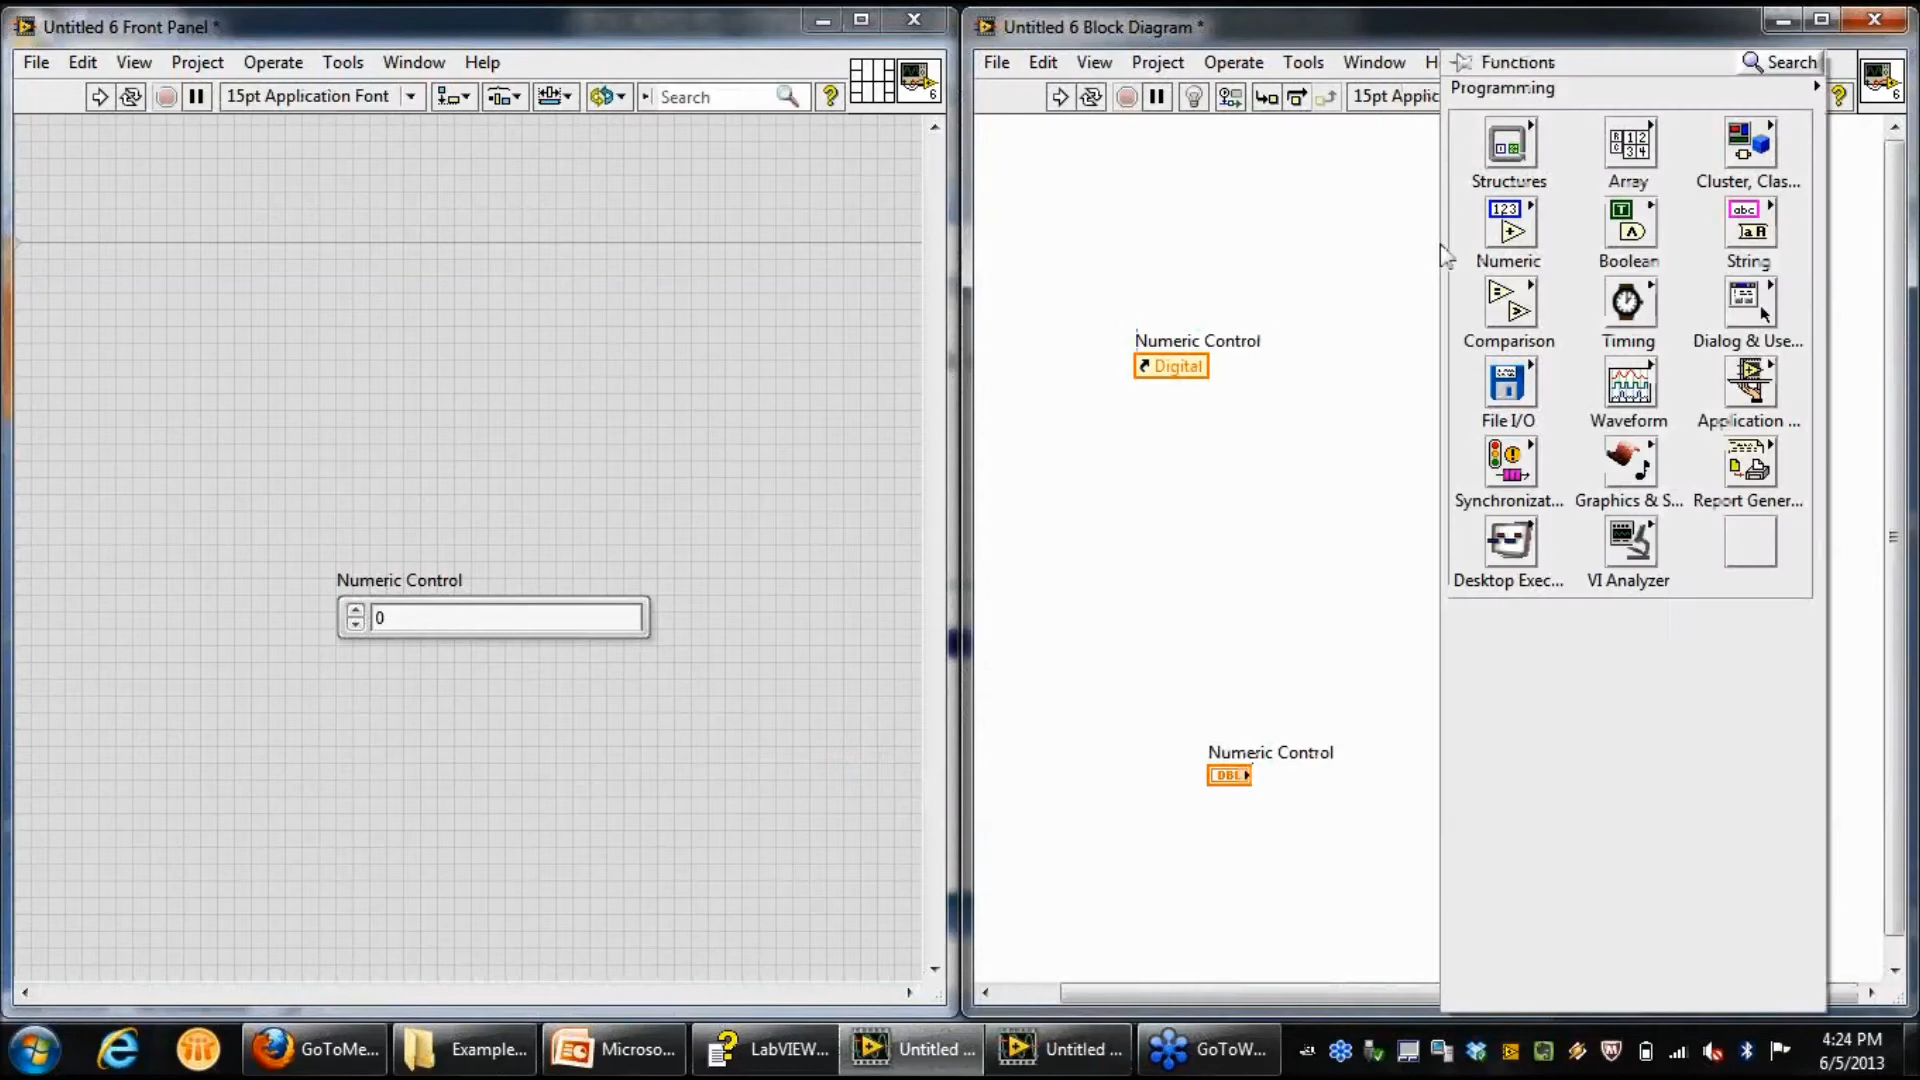 Untitled 6 Front Panel *
File Edit View Project Operate Tools Window Help
15pt Application Font
Search
6
Numeric Control
0
Untitled 6 Block Diagram *
File Edit View Project Operate Tools Window H
15pt Applic
6
Numeric Control
Digital
Numeric Control
DBL
Functions
Search
Programming
Structures Array Cluster, Clas...
Numeric Boolean String
Comparison Timing Dialog & Use...
File I/O Waveform Application ...
Synchronizat... Graphics & S... Report Gener...
Desktop Exec... VI Analyzer
GoToMe... Example... Microso... LabVIEW... Untitled ... Untitled ... GoToW...
4:24 PM
6/5/2013